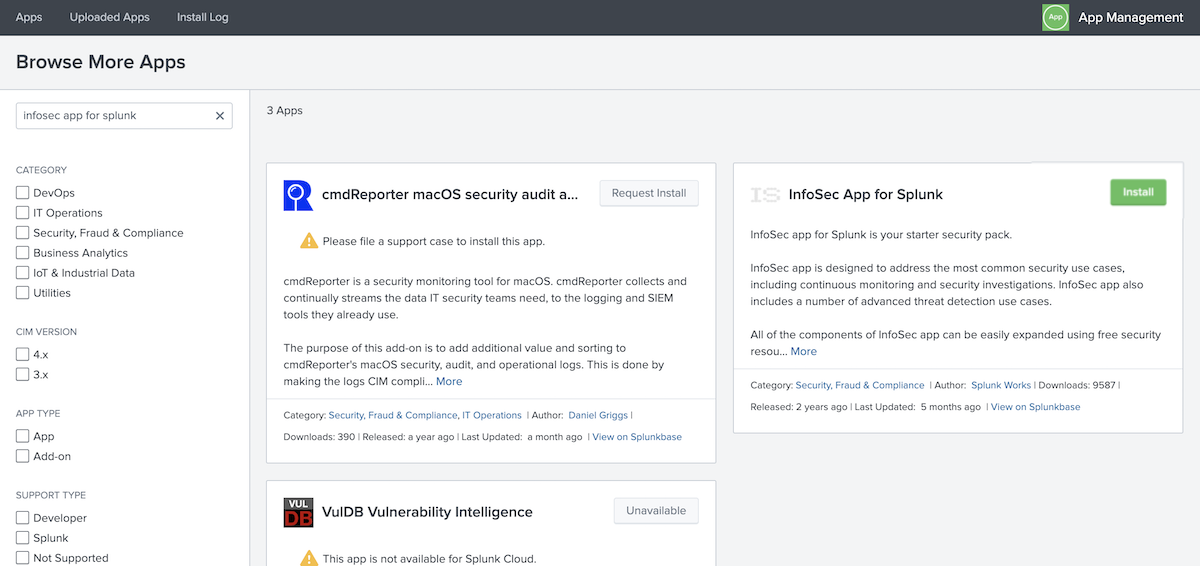 Apps Uploaded Apps Install Log App App Management
Browse More Apps
infosec app for splunk
CATEGORY
DevOps
IT Operations
Security, Fraud & Compliance
Business Analytics
IoT & Industrial Data
Utilities
CIM VERSION
4.x
3.x
APP TYPE
App
Add-on
SUPPORT TYPE
Developer
Splunk
Not Supported
3 Apps
cmdReporter macOS security audit a... Request Install
Please file a support case to install this app.
cmdReporter is a security monitoring tool for macOS. cmdReporter collects and
continually streams the data IT security teams need, to the logging and SIEM
tools they already use.
The purpose of this add-on is to add additional value and sorting to
cmdReporter's macOS security, audit, and operational logs. This is done by
making the logs CIM compli... More
Category: Security, Fraud & Compliance, IT Operations | Author: Daniel Griggs |
Downloads: 390 | Released: a year ago | Last Updated: a month ago | View on Splunkbase
IS InfoSec App for Splunk Install
InfoSec app for Splunk is your starter security pack.
InfoSec app is designed to address the most common security use cases,
including continuous monitoring and security investigations. InfoSec app also
includes a number of advanced threat detection use cases.
All of the components of InfoSec app can be easily expanded using free security
resou... More
Category: Security, Fraud & Compliance | Author: Splunk Works | Downloads: 9587 |
Released: 2 years ago | Last Updated: 5 months ago | View on Splunkbase
VUL
DB
VulDB Vulnerability Intelligence Unavailable
This app is not available for Splunk Cloud.